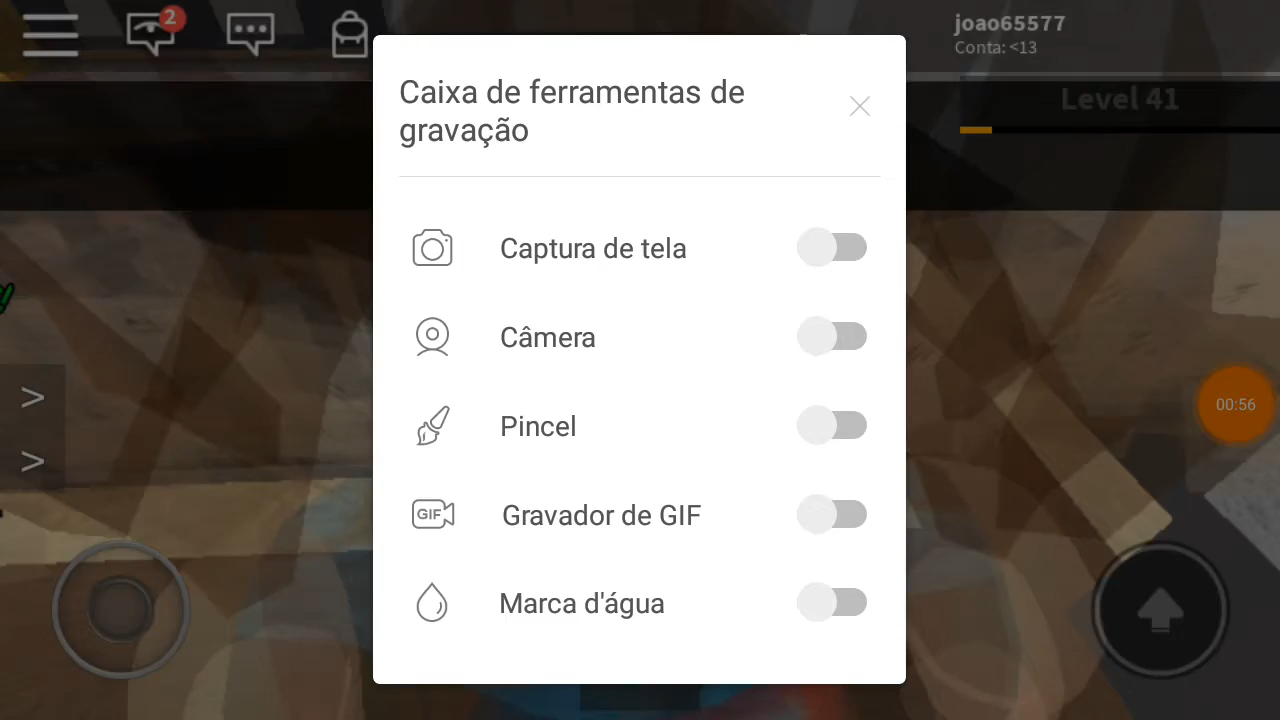 2
joao65577
Conta: <13
Level 41
Caixa de ferramentas de
gravação
Captura de tela
Câmera
Pincel
GIF
Gravador de GIF
Marca d'água
>
>
00:56